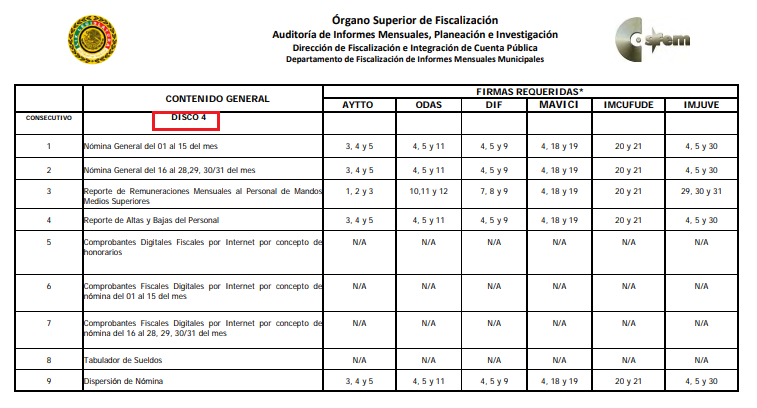 Órgano Superior de Fiscalización
Auditoría de Informes Mensuales, Planeación e Investigación
Dirección de Fiscalización e Integración de Cuenta Pública
Departamento de Fiscalización de Informes Mensuales Municipales
osfem
CONTENIDO GENERAL FIRMAS REQUERIDAS*
AYTTO ODAS DIF MAVICI IMCUFUDE IMJUVE
CONSECUTIVO DISCO 4
1 Nómina General del 01 al 15 del mes 3, 4 y 5 4, 5 y 11 4, 5 y 9 4, 18 y 19 20 y 21 4, 5 y 30
2 Nómina General del 16 al 28,29, 30/31 del mes 3, 4 y 5 4, 5 y 11 4, 5 y 9 4, 18 y 19 20 y 21 4, 5 y 30
3 Reporte de Remuneraciones Mensuales al Personal de Mandos 1, 2 y 3 10,11 y 12 7, 8 y 9 4, 18 y 19 20 y 21 29, 30 y 31
Medios Superiores
4 Reporte de Altas y Bajas del Personal 3, 4 y 5 4, 5 y 11 4, 5 y 9 4, 18 y 19 20 y 21 4, 5 y 30
5 Comprobantes Digitales Fiscales por Internet por concepto de N/A N/A N/A N/A N/A N/A
honorarios
6 Comprobantes Fiscales Digitales por Internet por concepto de N/A N/A N/A N/A N/A N/A
nómina del 01 al 15 del mes
7 Comprobantes Fiscales Digitales por Internet por concepto de N/A N/A N/A N/A N/A N/A
nómina del 16 al 28, 29, 30/31 del mes
8 Tabulador de Sueldos N/A N/A N/A N/A N/A N/A
9 Dispersión de Nómina 3, 4 y 5 4, 5 y 11 4, 5 y 9 4, 18 y 19 20 y 21 4, 5 y 30